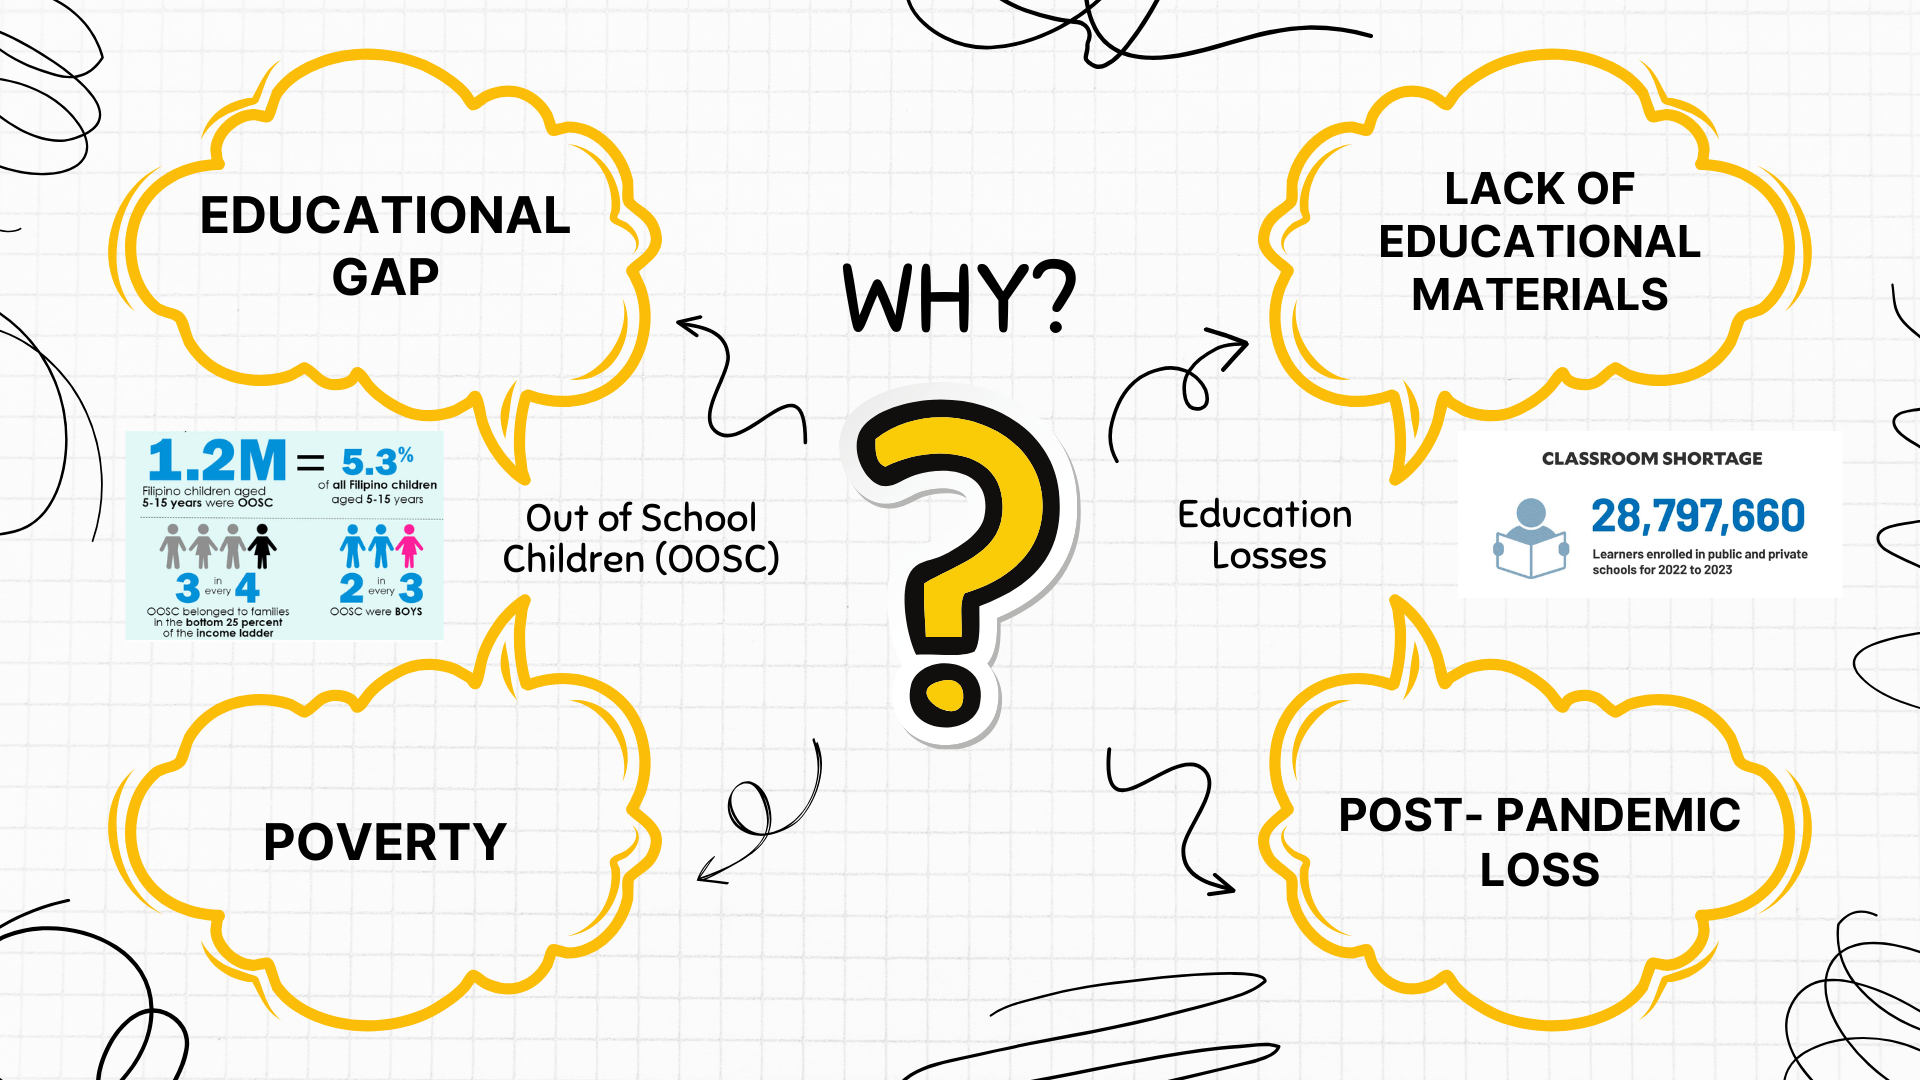 EDUCATIONAL
GAP
WHY?
LACK OF
EDUCATIONAL
MATERIALS
1.2M = 5.3%
Filipino children aged
5-15 years were OOSC
of all Filipino children
aged 5-15 years
3 in every 4
OOSC belonged to families
in the bottom 25 percent
of the income ladder
2 in every 3
OOSC were BOYS
Out of School
Children (OOSC)
?
Education
Losses
CLASSROOM SHORTAGE
28,797,660
Learners enrolled in public and private
schools for 2022 to 2023
POVERTY
POST- PANDEMIC
LOSS